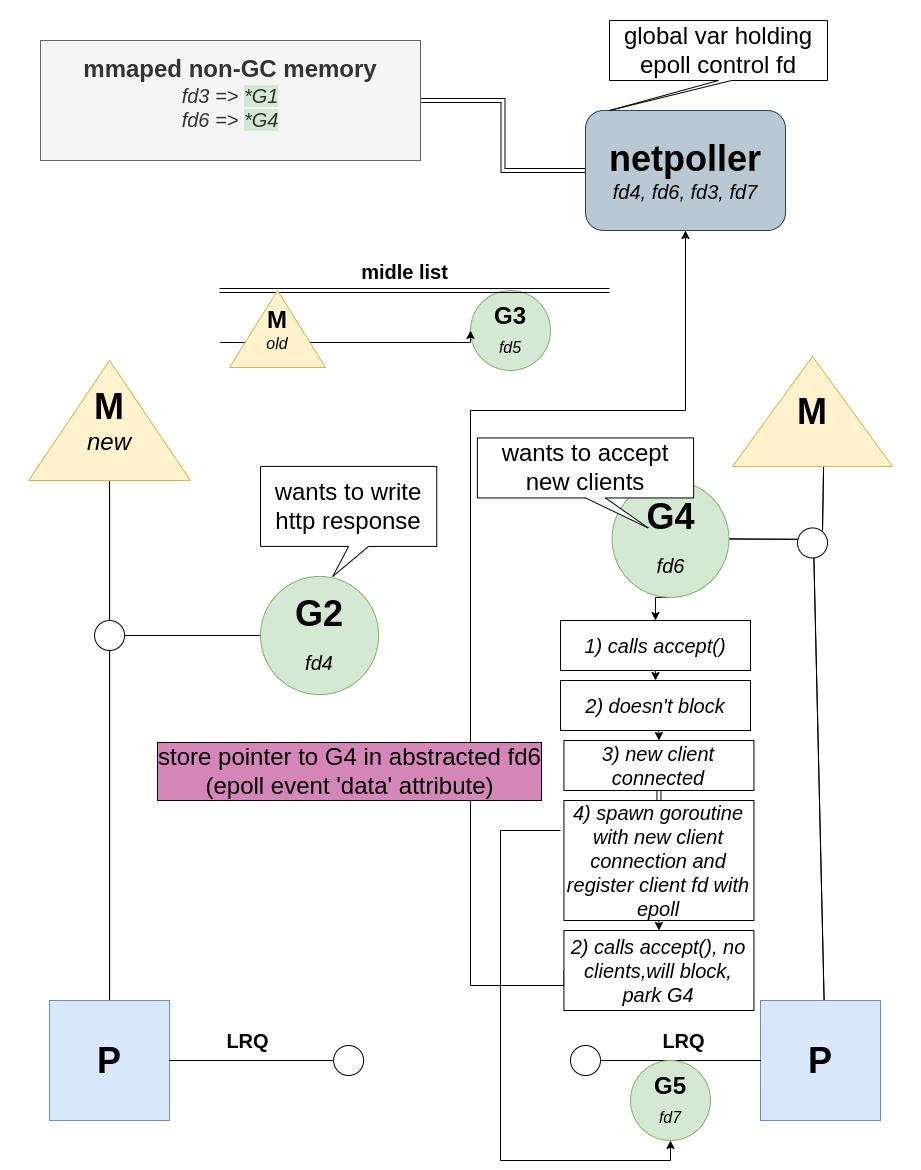 global var holding
epoll control fd
mmaped non-GC memory
fd3 => *G1
fd6 => *G4
netpoller
fd4, fd6, fd3, fd7
midle list
M
old
G3
fd5
M
new
M
wants to accept
new clients
G4
fd6
wants to write
http response
G2
fd4
1) calls accept()
2) doesn't block
3) new client
connected
store pointer to G4 in abstracted fd6
(epoll event 'data' attribute)
4) spawn goroutine
with new client
connection and
register client fd with
epoll
2) calls accept(), no
clients,will block,
park G4
P
LRQ
LRQ
P
G5
fd7